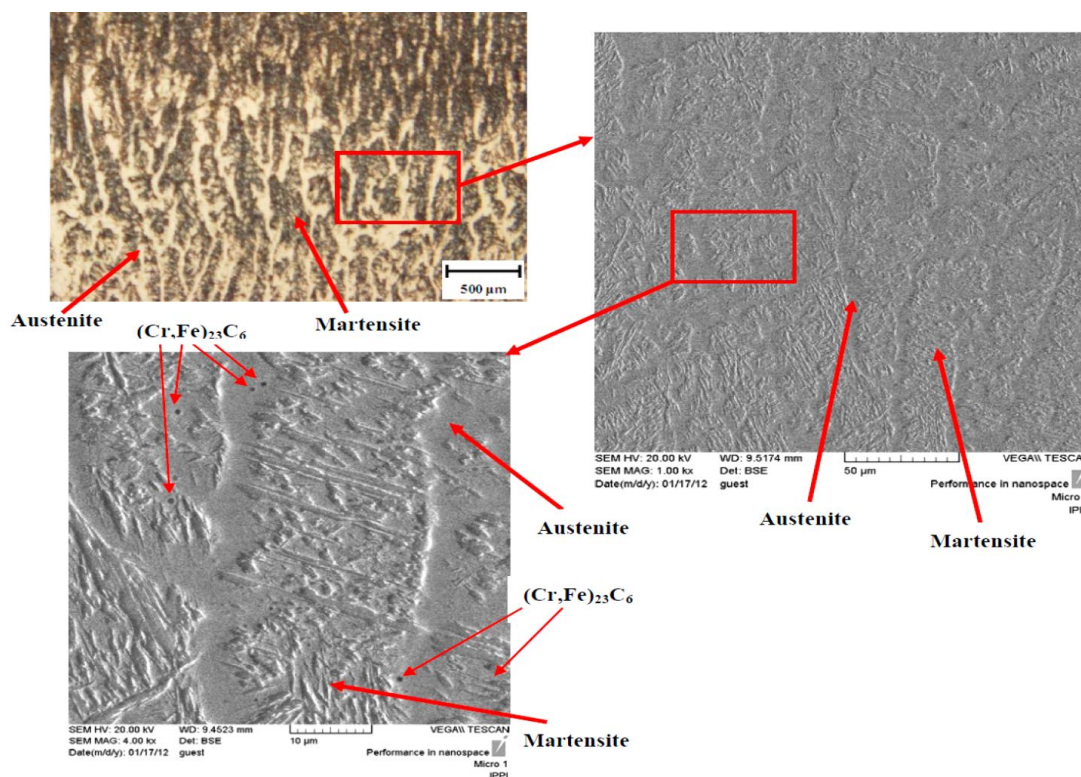 500 µm
Austenite
Martensite
(Cr,Fe)₂₃C₆
SEM HV: 20.00 kV WD: 9.5174 mm VEGA\\ TESCAN
SEM MAG: 1.00 kx Det: BSE 50 µm
Date(m/d/y): 01/17/12 guest Performance in nanospace
Micro
IPPI
Austenite
Martensite
Austenite
(Cr,Fe)₂₃C₆
Martensite
SEM HV: 20.00 kV WD: 9.4523 mm VEGA\\ TESCAN
SEM MAG: 4.00 kx Det: BSE 10 µm
Date(m/d/y): 01/17/12 guest Performance in nanospace
Micro 1
IPPI